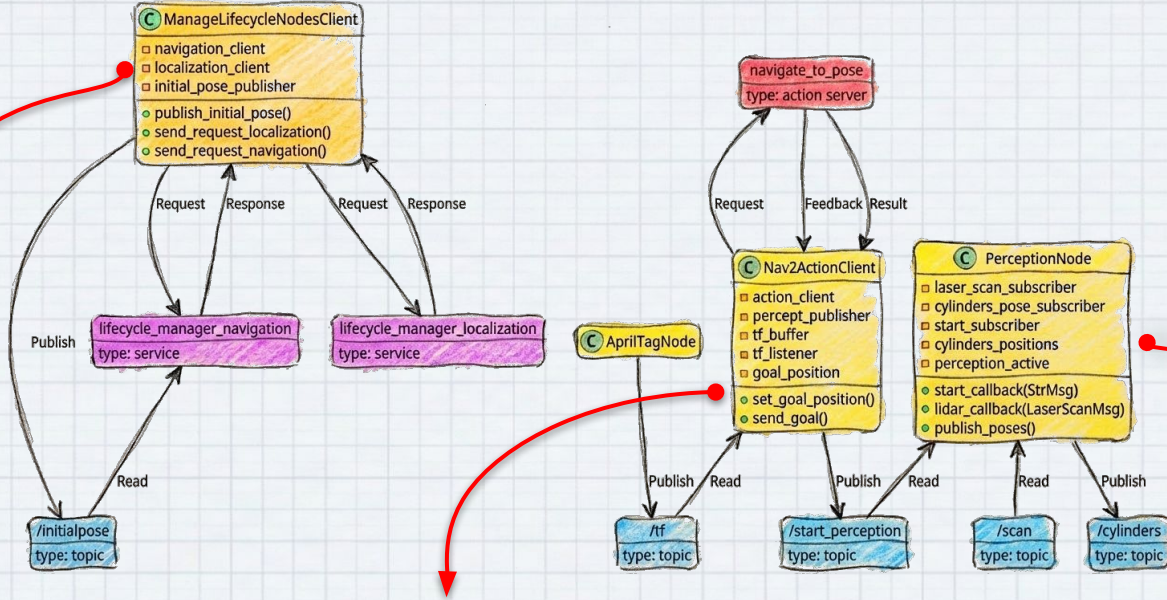 C ManageLifecycleNodesClient
navigation_client
localization_client
initial_pose_publisher
publish_initial_pose()
send_request_localization()
send_request_navigation()
navigate_to_pose
type: action server
Request
Response
Request
Response
Request
Feedback
Result
C Nav2ActionClient
action_client
percept_publisher
tf_buffer
tf_listener
goal_position
set_goal_position()
send_goal()
C PerceptionNode
laser_scan_subscriber
cylinders_pose_subscriber
start_subscriber
cylinders_positions
perception_active
start_callback(StrMsg)
lidar_callback(LaserScanMsg)
publish_poses()
lifecycle_manager_navigation
type: service
lifecycle_manager_localization
type: service
C AprilTagNode
Publish
Read
Publish
Read
Publish
Read
Read
Publish
/initialpose
type: topic
/tf
type: topic
/start_perception
type: topic
/scan
type: topic
/cylinders
type: topic